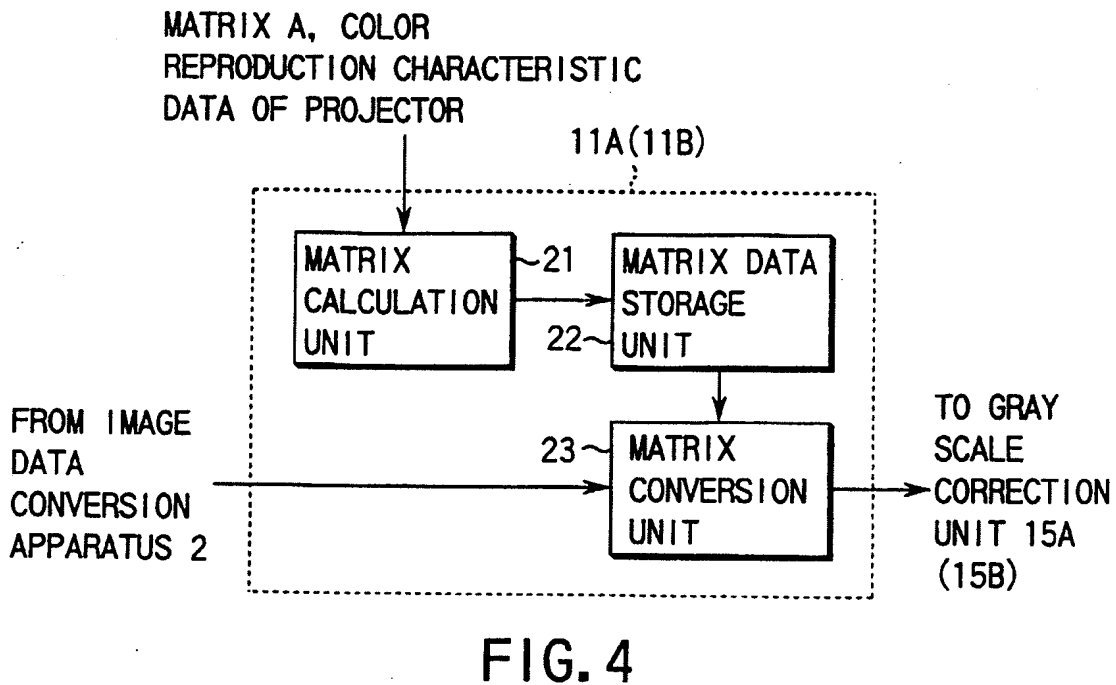 MATRIX A, COLOR
REPRODUCTION CHARACTERISTIC
DATA OF PROJECTOR
11A(11B)
MATRIX
CALCULATION
UNIT
21
MATRIX DATA
STORAGE
UNIT
22
FROM IMAGE
DATA
CONVERSION
APPARATUS 2
23
MATRIX
CONVERSION
UNIT
TO GRAY
SCALE
CORRECTION
UNIT 15A
(15B)
FIG. 4